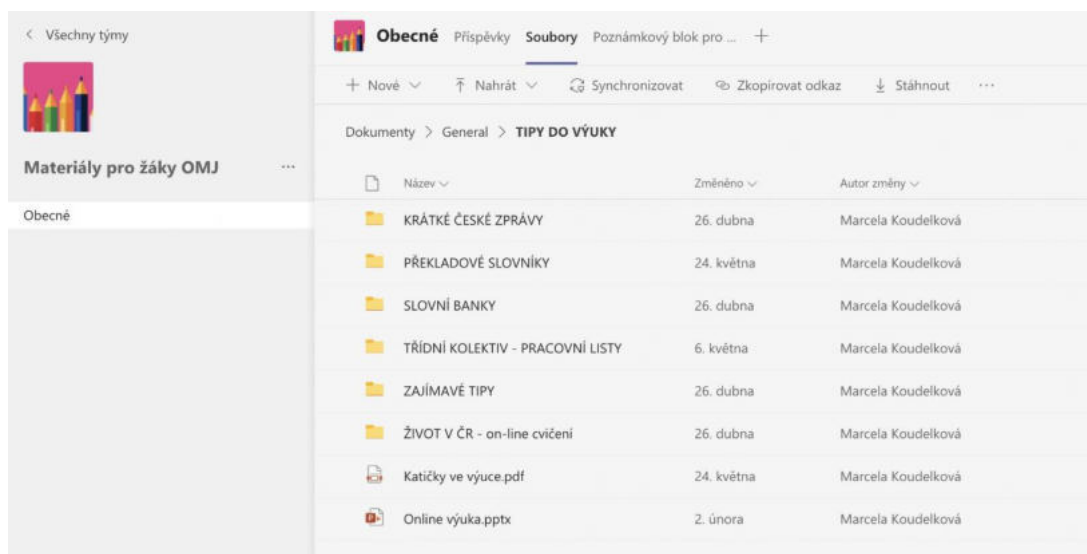 Všechny týmy
Materiály pro žáky OMJ ...
Obecné
Obecné Příspěvky Soubory Poznámkový blok pro ...
Nové Nahrát Synchronizovat Zkopírovat odkaz Stáhnout ...
Dokumenty > General > TIPY DO VÝUKY
Název Změněno Autor změny
KRÁTKÉ ČESKÉ ZPRÁVY 26. dubna Marcela Koudelková
PŘEKLADOVÉ SLOVNÍKY 24. května Marcela Koudelková
SLOVNÍ BANKY 26. dubna Marcela Koudelková
TŘÍDNÍ KOLEKTIV - PRACOVNÍ LISTY 6. května Marcela Koudelková
ZAJÍMAVÉ TIPY 26. dubna Marcela Koudelková
ŽIVOT V ČR - on-line cvičení 26. dubna Marcela Koudelková
Katičky ve výuce.pdf 24. května Marcela Koudelková
Online výuka.pptx 2. února Marcela Koudelková